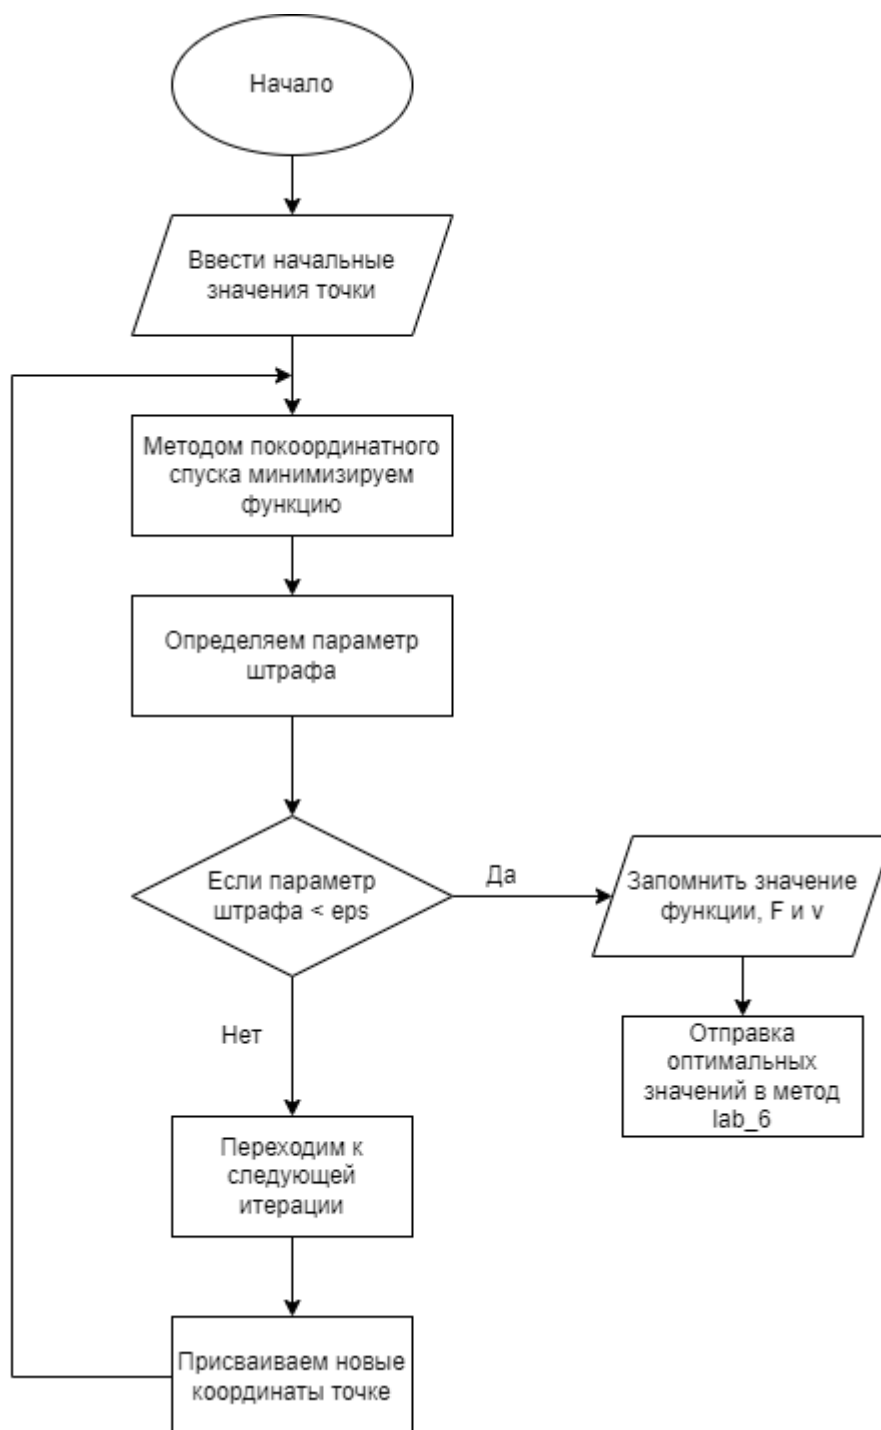 Начало
Ввести начальные
значения точки
Методом покоординатного
спуска минимизируем
функцию
Определяем параметр
штрафа
Если параметр
штрафа < eps
Да
Запомнить значение
функции, F и v
Отправка
оптимальных
значений в метод
lab_6
Нет
Переходим к
следующей
итерации
Присваиваем новые
координаты точке